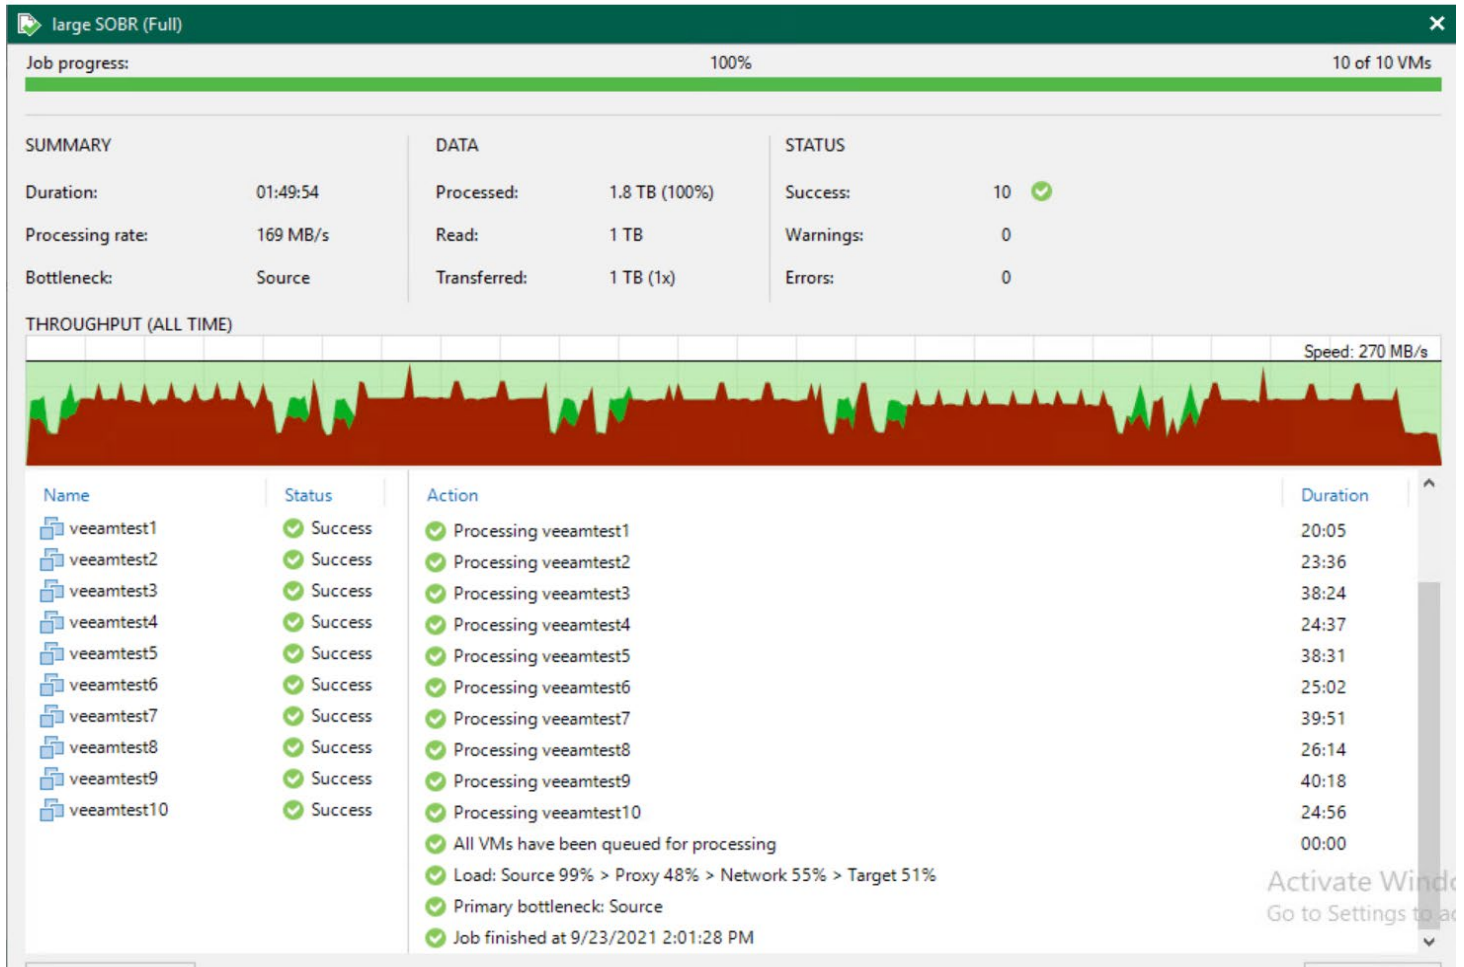 large SOBR (Full)
Job progress: 100% 10 of 10 VMs
SUMMARY DATA STATUS
Duration: 01:49:54 Processed: 1.8 TB (100%) Success: 10
Processing rate: 169 MB/s Read: 1 TB Warnings: 0
Bottleneck: Source Transferred: 1 TB (1x) Errors: 0
THROUGHPUT (ALL TIME)
Speed: 270 MB/s
Name Status Action Duration
veeamtest1 Success Processing veeamtest1 20:05
veeamtest2 Success Processing veeamtest2 23:36
veeamtest3 Success Processing veeamtest3 38:24
veeamtest4 Success Processing veeamtest4 24:37
veeamtest5 Success Processing veeamtest5 38:31
veeamtest6 Success Processing veeamtest6 25:02
veeamtest7 Success Processing veeamtest7 39:51
veeamtest8 Success Processing veeamtest8 26:14
veeamtest9 Success Processing veeamtest9 40:18
veeamtest10 Success Processing veeamtest10 24:56
All VMs have been queued for processing 00:00
Load: Source 99% > Proxy 48% > Network 55% > Target 51%
Primary bottleneck: Source
Job finished at 9/23/2021 2:01:28 PM
Activate Windo
Go to Settings to ac